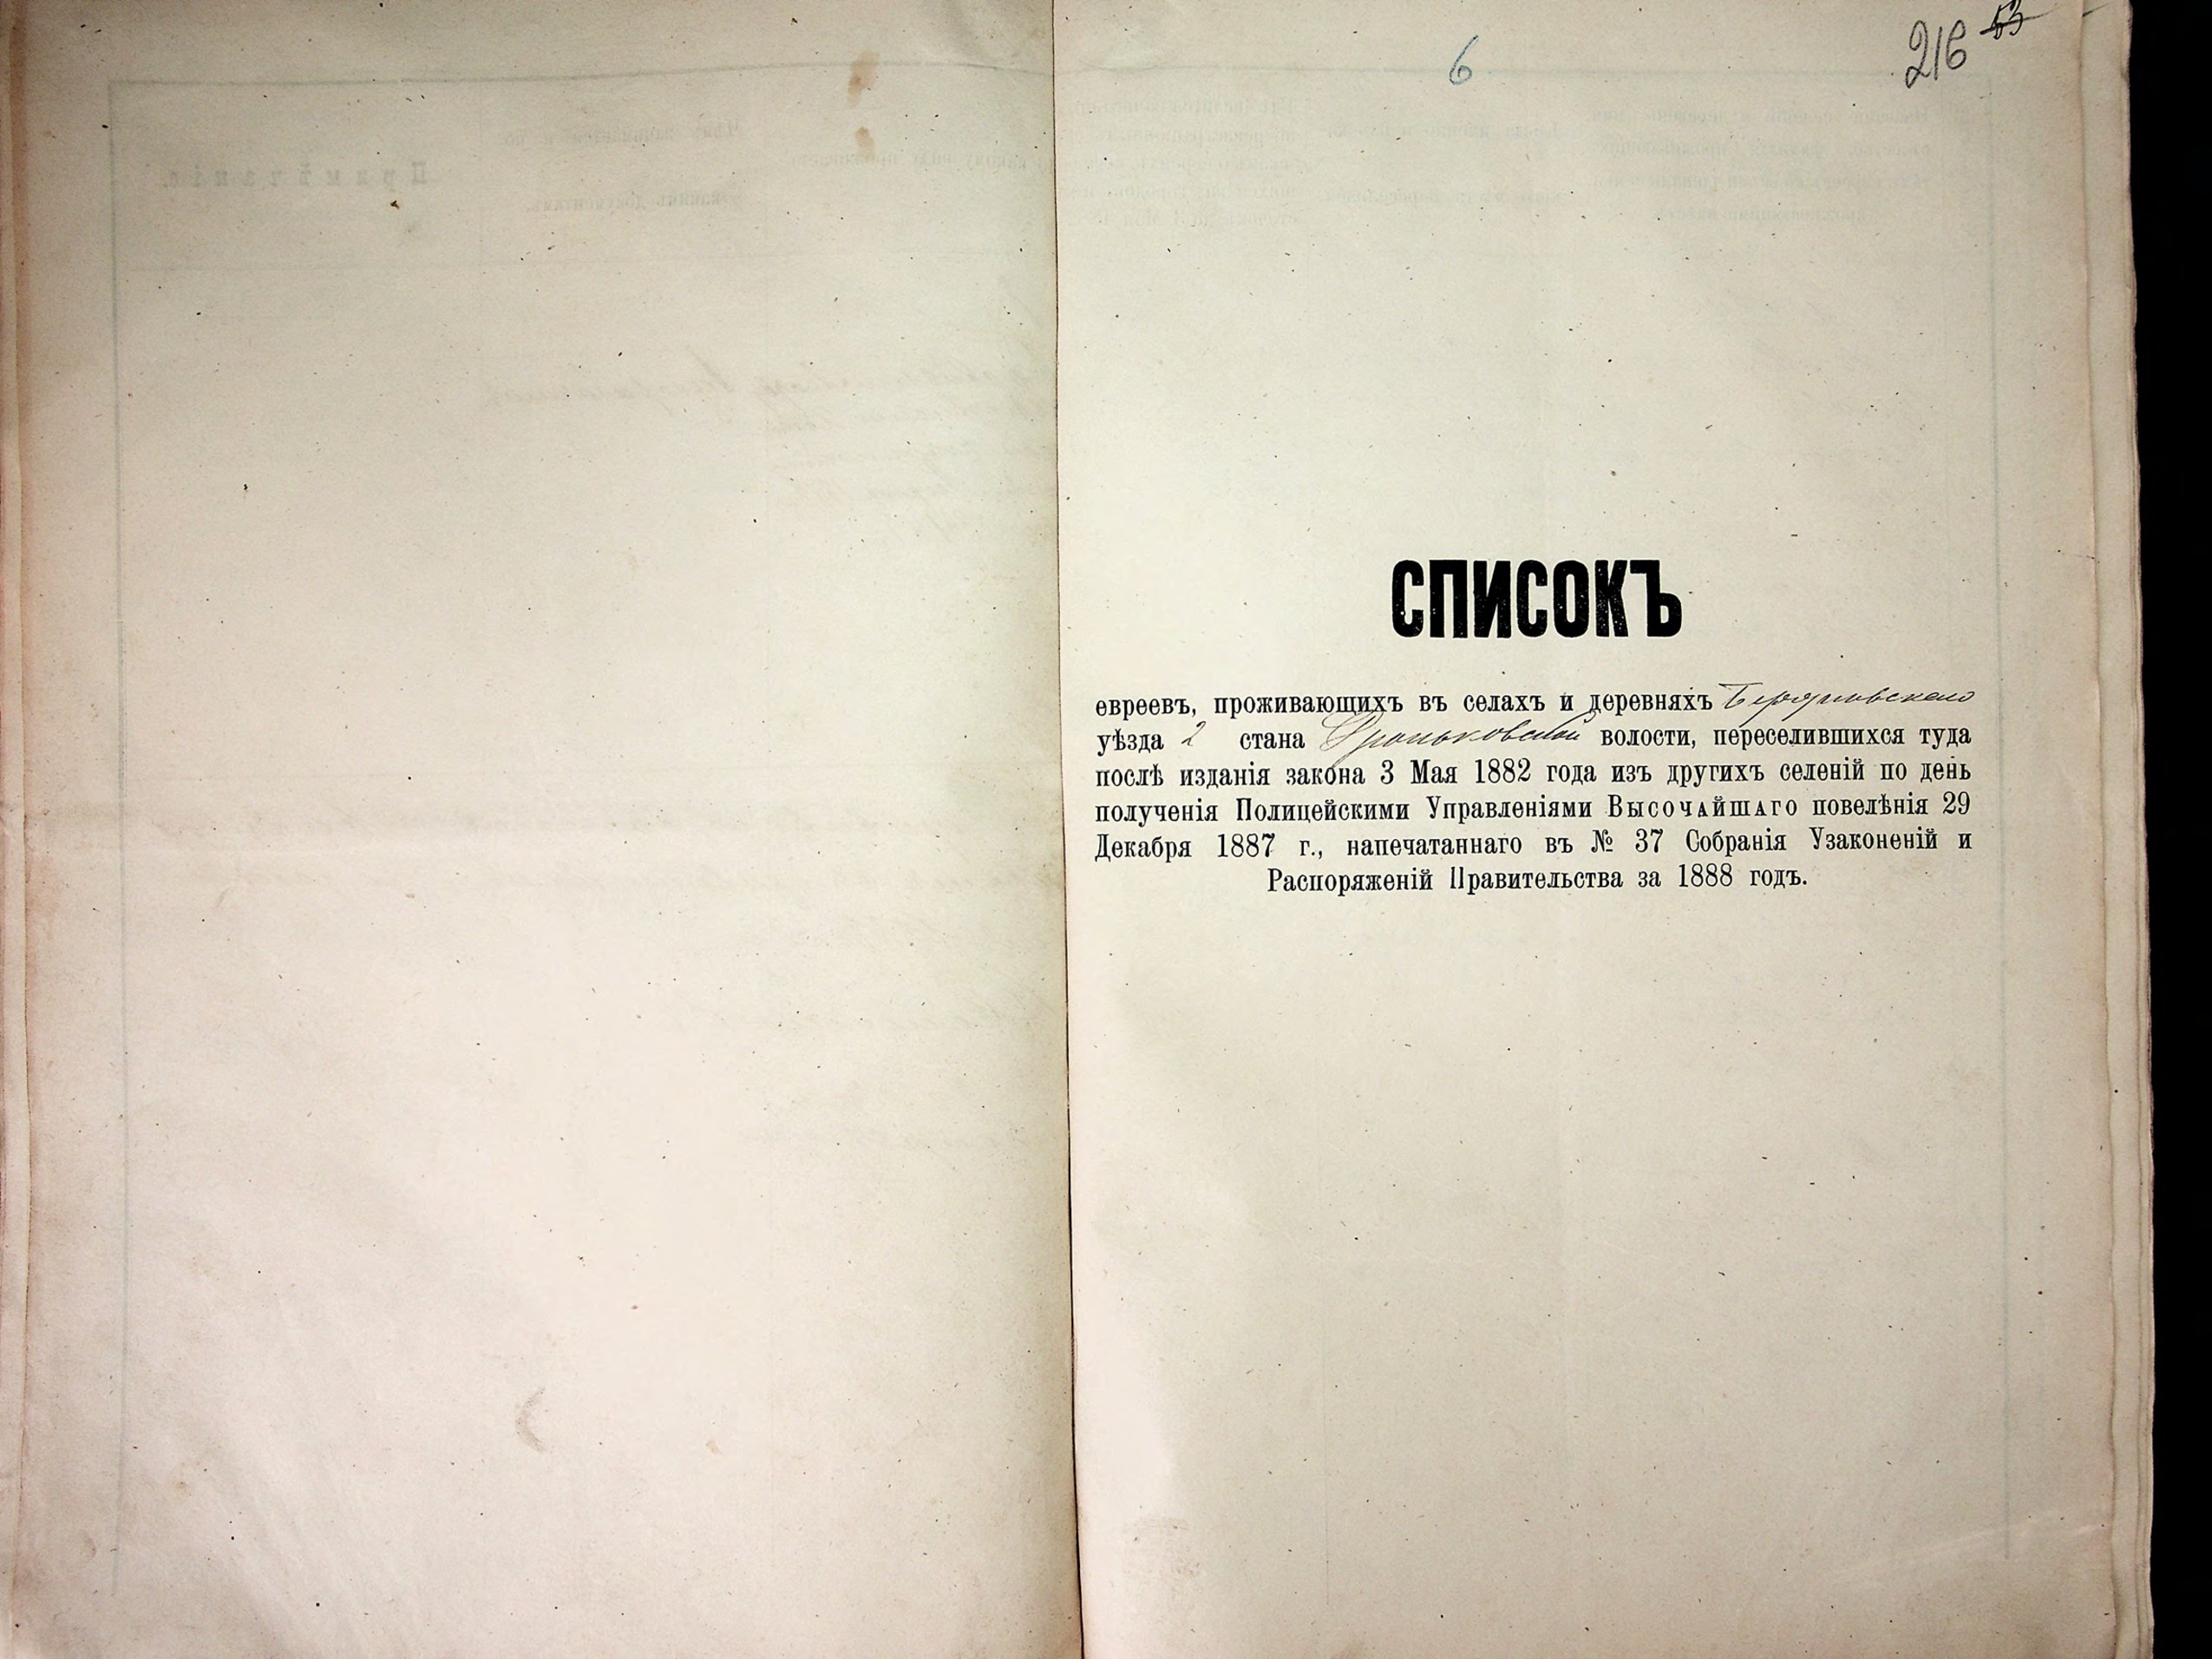 6
216 53
СПИСОКЪ
евреевъ, проживающихъ въ селахъ и деревняхъ Бердичевскаго
уѣзда 2 стана волости, переселившихся туда
послѣ изданія закона 3 Мая 1882 года изъ другихъ селеній по день
полученія Полицейскими Управленіями Высочайшаго повелѣнія 29
Декабря 1887 г., напечатаннаго въ № 37 Собранія Узаконеній и
Распоряженій Правительства за 1888 годъ.